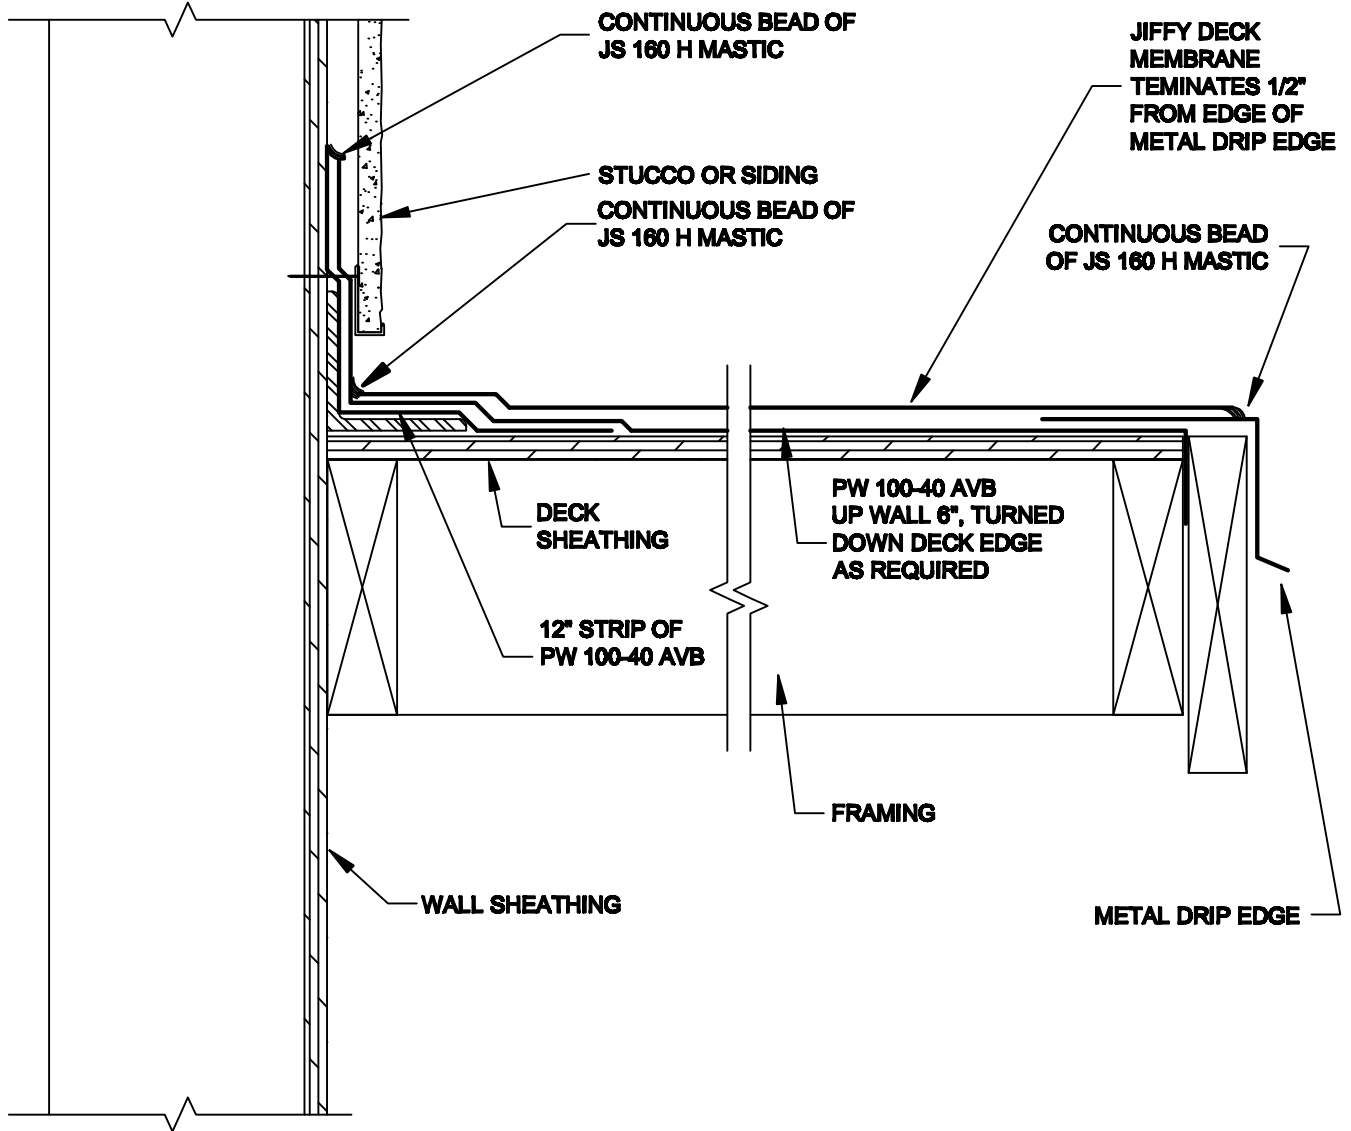 CONTINUOUS BEAD OF
JS 160 H MASTIC
JIFFY DECK
MEMBRANE
TEMINATES 1/2"
FROM EDGE OF
METAL DRIP EDGE
STUCCO OR SIDING
CONTINUOUS BEAD OF
JS 160 H MASTIC
CONTINUOUS BEAD
OF JS 160 H MASTIC
PW 100-40 AVB
UP WALL 6", TURNED
DOWN DECK EDGE
AS REQUIRED
DECK
SHEATHING
12" STRIP OF
PW 100-40 AVB
FRAMING
WALL SHEATHING
METAL DRIP EDGE